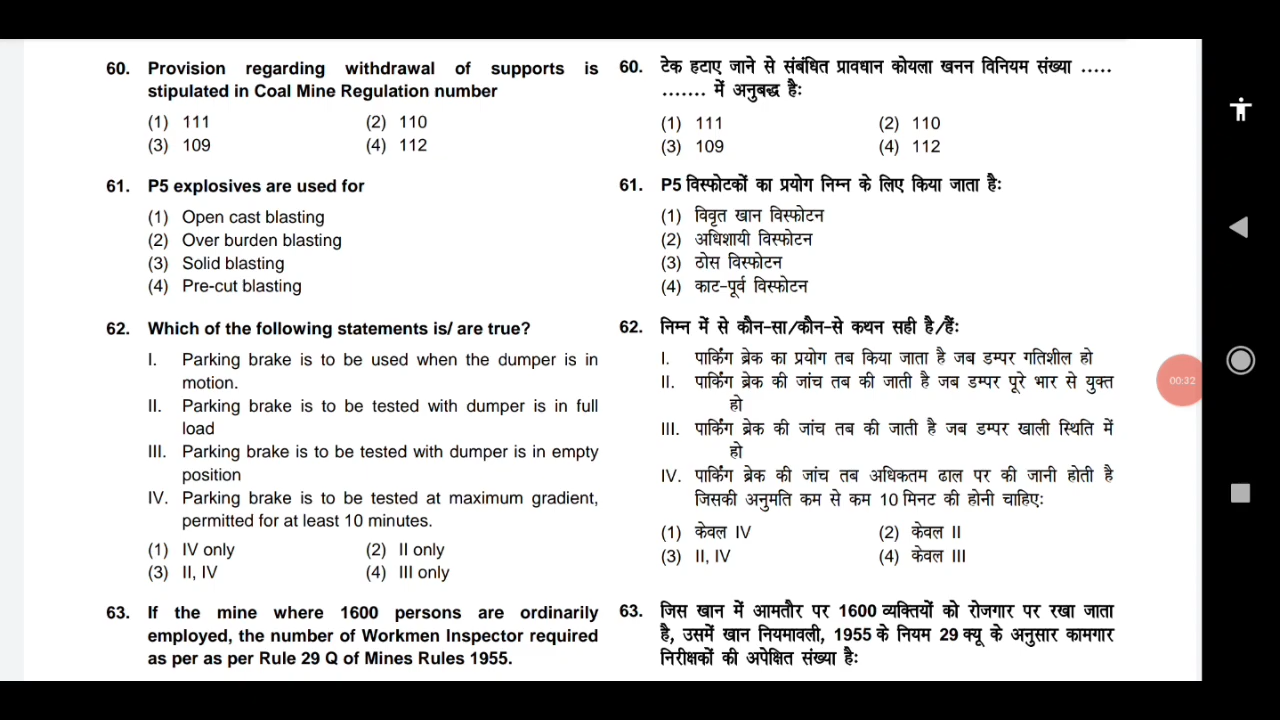 60. Provision regarding withdrawal of supports is
stipulated in Coal Mine Regulation number
(1) 111 (2) 110
(3) 109 (4) 112
61. P5 explosives are used for
(1) Open cast blasting
(2) Over burden blasting
(3) Solid blasting
(4) Pre-cut blasting
62. Which of the following statements is/ are true?
I. Parking brake is to be used when the dumper is in
motion.
II. Parking brake is to be tested with dumper is in full
load
III. Parking brake is to be tested with dumper is in empty
position
IV. Parking brake is to be tested at maximum gradient,
permitted for at least 10 minutes.
(1) IV only (2) II only
(3) II, IV (4) III only
63. If the mine where 1600 persons are ordinarily
employed, the number of Workmen Inspector required
as per as per Rule 29 Q of Mines Rules 1955.
60. टेक हटाए जाने से संबंधित प्रावधान कोयला खनन विनियम संख्या .....
....... में अनुबद्ध हैः
(1) 111 (2) 110
(3) 109 (4) 112
61. P5 विस्फोटकों का प्रयोग निम्न के लिए किया जाता हैः
(1) विवृत खान विस्फोटन
(2) अधिशायी विस्फोटन
(3) ठोस विस्फोटन
(4) काट-पूर्व विस्फोटन
62. निम्न में से कौन-सा/कौन-से कथन सही है/हैंः
I. पार्किंग ब्रेक का प्रयोग तब किया जाता है जब डम्पर गतिशील हो
II. पार्किंग ब्रेक की जांच तब की जाती है जब डम्पर पूरे भार से युक्त
हो
III. पार्किंग ब्रेक की जांच तब की जाती है जब डम्पर खाली स्थिति में
हो
IV. पार्किंग ब्रेक की जांच तब अधिकतम ढाल पर की जानी होती है
जिसकी अनुमति कम से कम 10 मिनट की होनी चाहिएः
(1) केवल IV (2) केवल II
(3) II, IV (4) केवल III
63. जिस खान में आमतौर पर 1600 व्यक्तियों को रोजगार पर रखा जाता
है, उसमें खान नियमावली, 1955 के नियम 29 क्यू के अनुसार कामगार
निरीक्षकों की अपेक्षित संख्या हैः
00:32